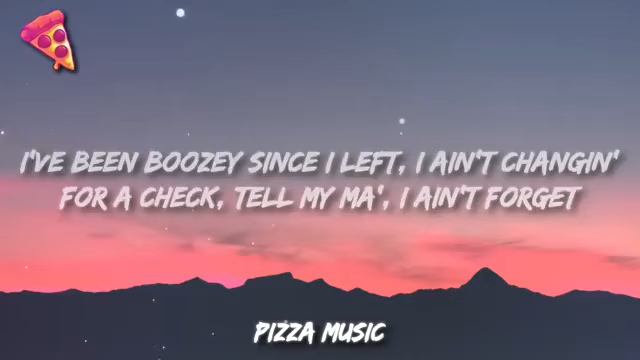 I'VE BEEN BOOZEY SINCE I LEFT, I AIN'T CHANGIN'
FOR A CHECK, TELL MY MA', I AIN'T FORGET
PIZZA MUSIC